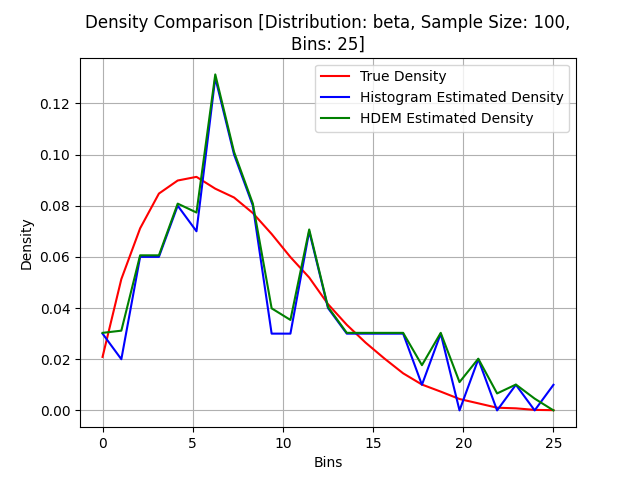 Density Comparison [Distribution: beta, Sample Size: 100,
Bins: 25]
True Density
Histogram Estimated Density
HDEM Estimated Density
Density
0.12
0.10
0.08
0.06
0.04
0.02
0.00
0 5 10 15 20 25
Bins